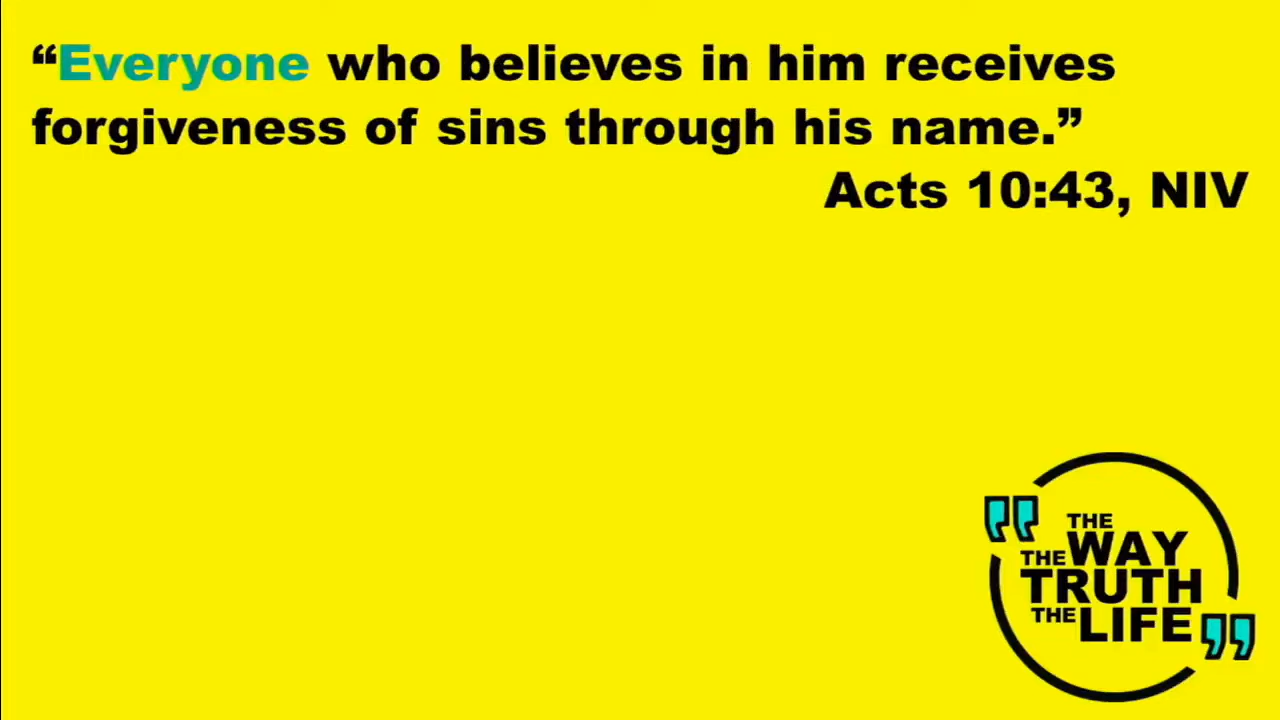 “Everyone who believes in him receives
forgiveness of sins through his name.”
Acts 10:43, NIV
THE
THE WAY
TRUTH
THE LIFE